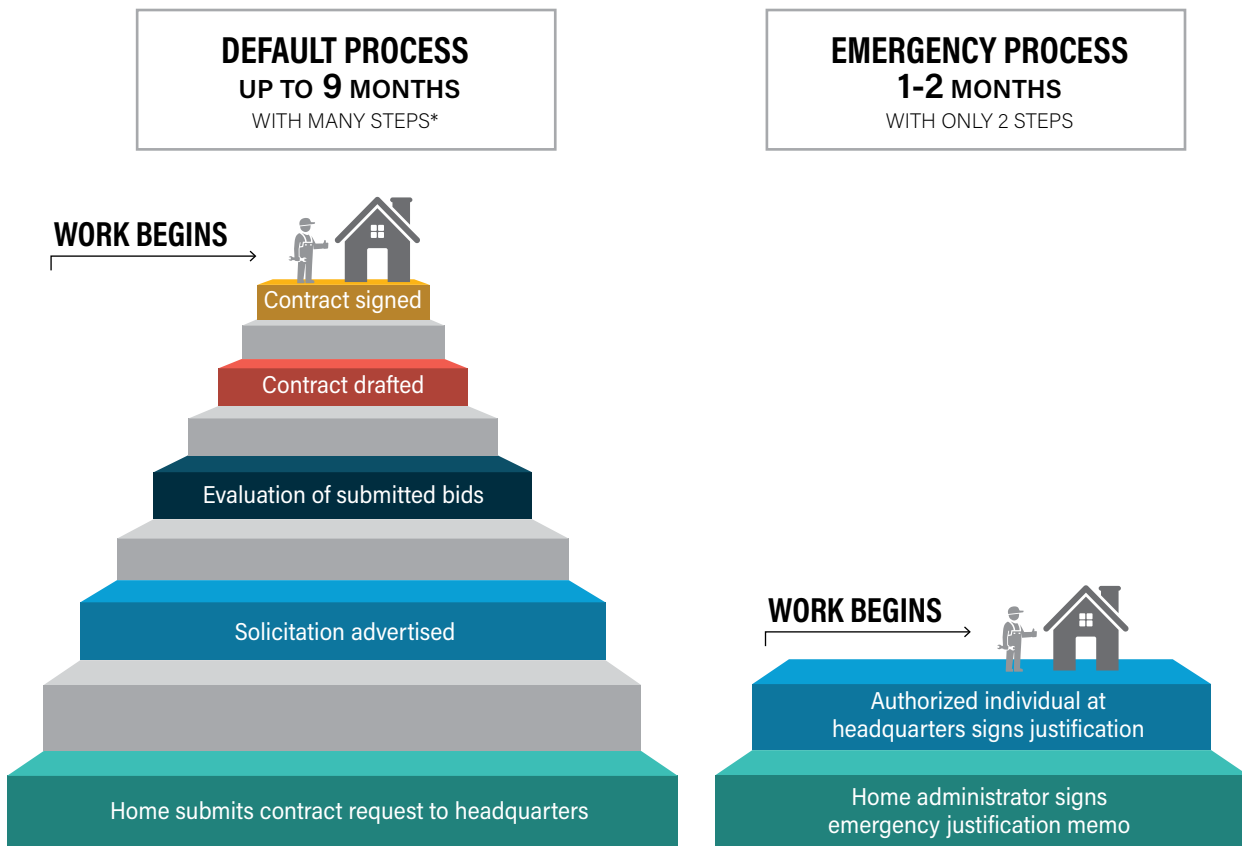 DEFAULT PROCESS
UP TO 9 MONTHS
WITH MANY STEPS*
WORK BEGINS
Contract signed
Contract drafted
Evaluation of submitted bids
Solicitation advertised
Home submits contract request to headquarters
EMERGENCY PROCESS
1-2 MONTHS
WITH ONLY 2 STEPS
WORK BEGINS
Authorized individual at
headquarters signs justification
Home administrator signs
emergency justification memo